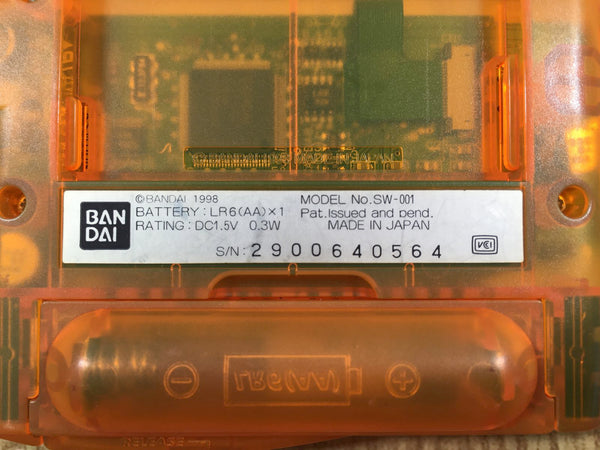 BAN
DAI
©BANDAI 1998
BATTERY: LR6(AA)×1
RATING: DC1.5V 0.3W
MODEL No.SW-001
Pat.Issued and pend.
MADE IN JAPAN
S/N: 2900640564
VCI
LR6(AA)
RELEASE